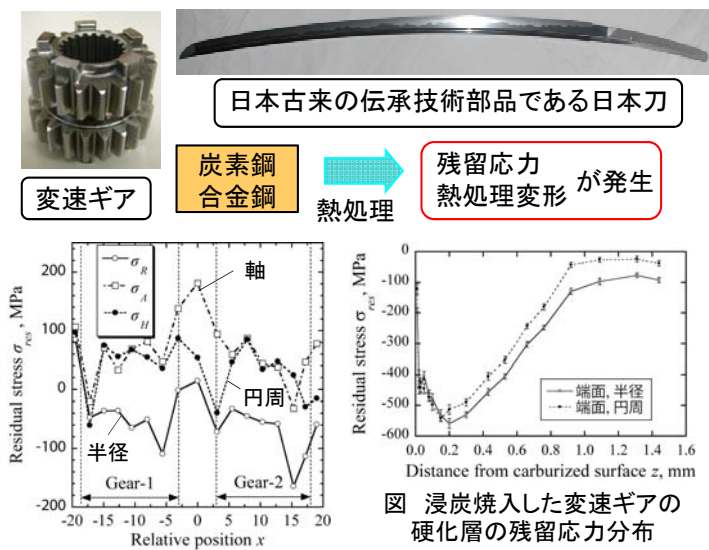 日本古来の伝承技術部品である日本刀
変速ギア
炭素鋼
合金鋼
熱処理
残留応力
熱処理変形
が発生
Residual stress σres , MPa
200
100
0
-100
-200
σR
σA
σH
軸
円周
半径
Gear-1
Gear-2
-20 -15 -10 -5 0 5 10 15 20
Relative position x
Residual stress σres, MPa
0
-100
-200
-300
-400
-500
-600
端面, 半径
端面, 円周
0.0 0.2 0.4 0.6 0.8 1.0 1.2 1.4 1.6
Distance from carburized surface z, mm
図 浸炭焼入した変速ギアの
硬化層の残留応力分布